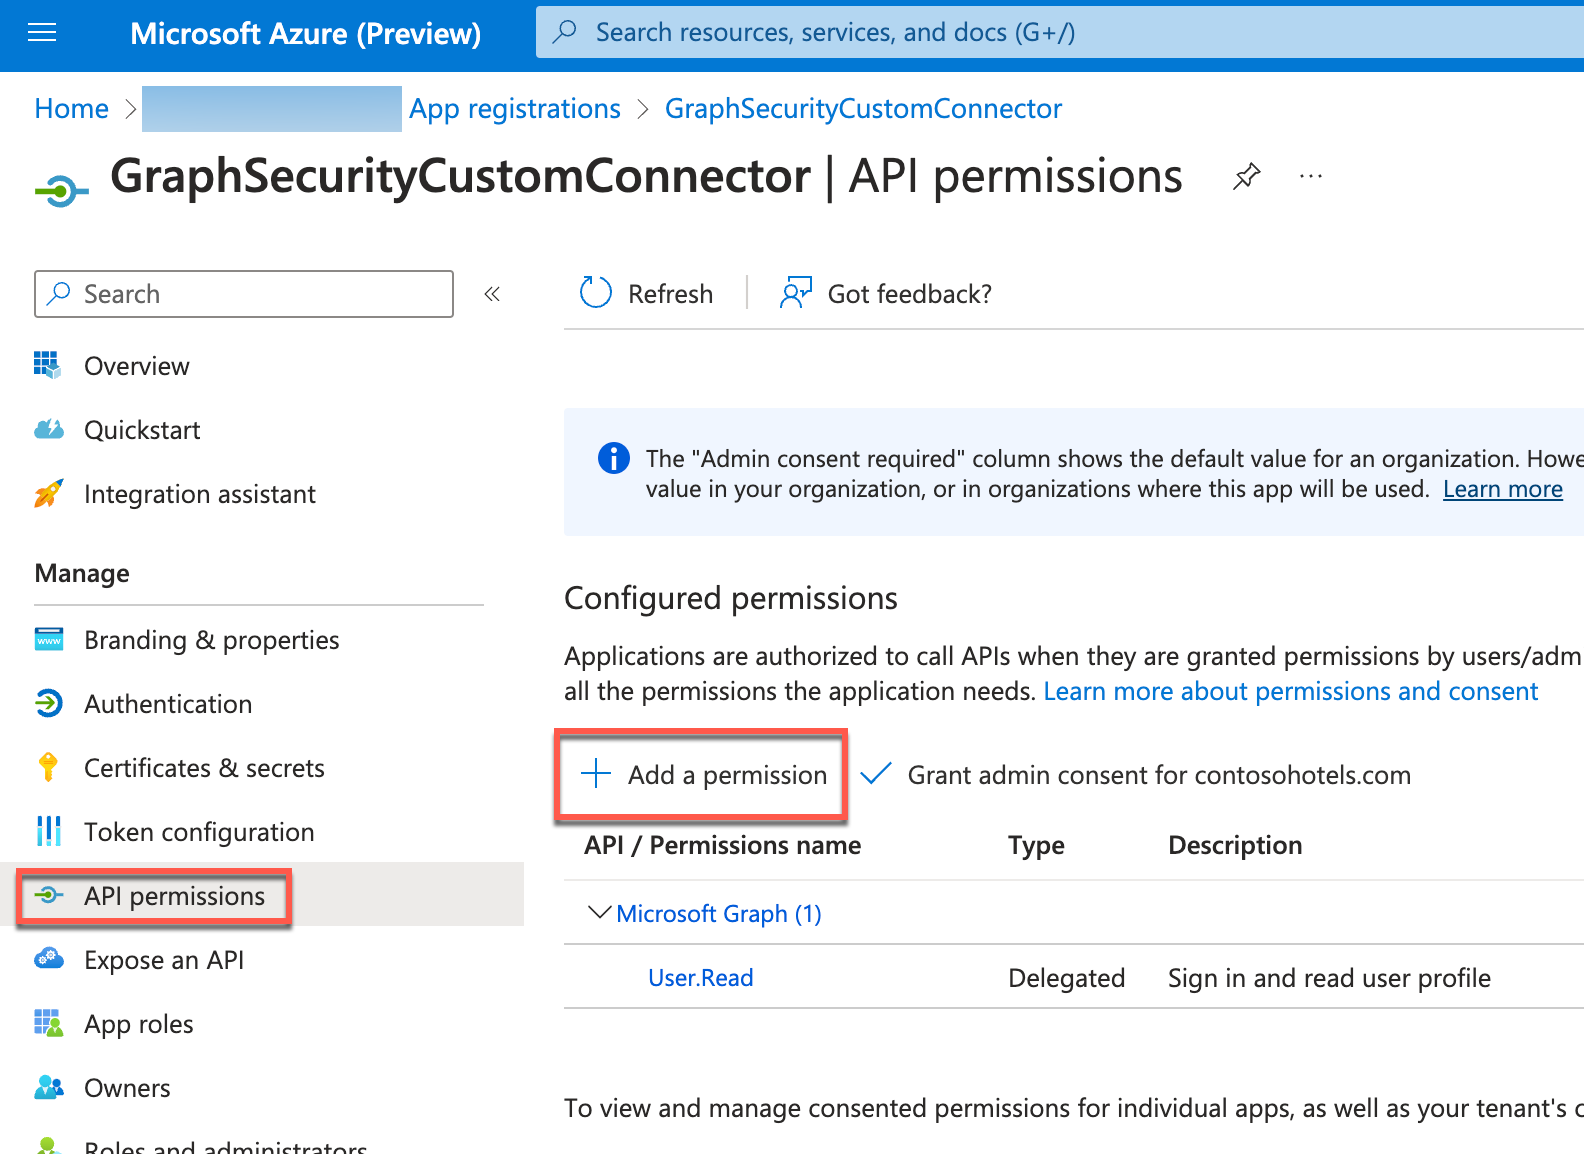 Microsoft Azure (Preview)
Search resources, services, and docs (G+/)
Home
App registrations
GraphSecurityCustomConnector
GraphSecurityCustomConnector | API permissions
Search
Refresh
Got feedback?
Overview
Quickstart
Integration assistant
Manage
Branding & properties
Authentication
Certificates & secrets
Token configuration
API permissions
Expose an API
App roles
Owners
Roles and administrators
The "Admin consent required" column shows the default value for an organization. Howe
value in your organization, or in organizations where this app will be used. Learn more
Configured permissions
Applications are authorized to call APIs when they are granted permissions by users/adm
all the permissions the application needs. Learn more about permissions and consent
Add a permission
Grant admin consent for contosohotels.com
API / Permissions name Type Description
Microsoft Graph (1)
User.Read Delegated Sign in and read user profile
To view and manage consented permissions for individual apps, as well as your tenant's c